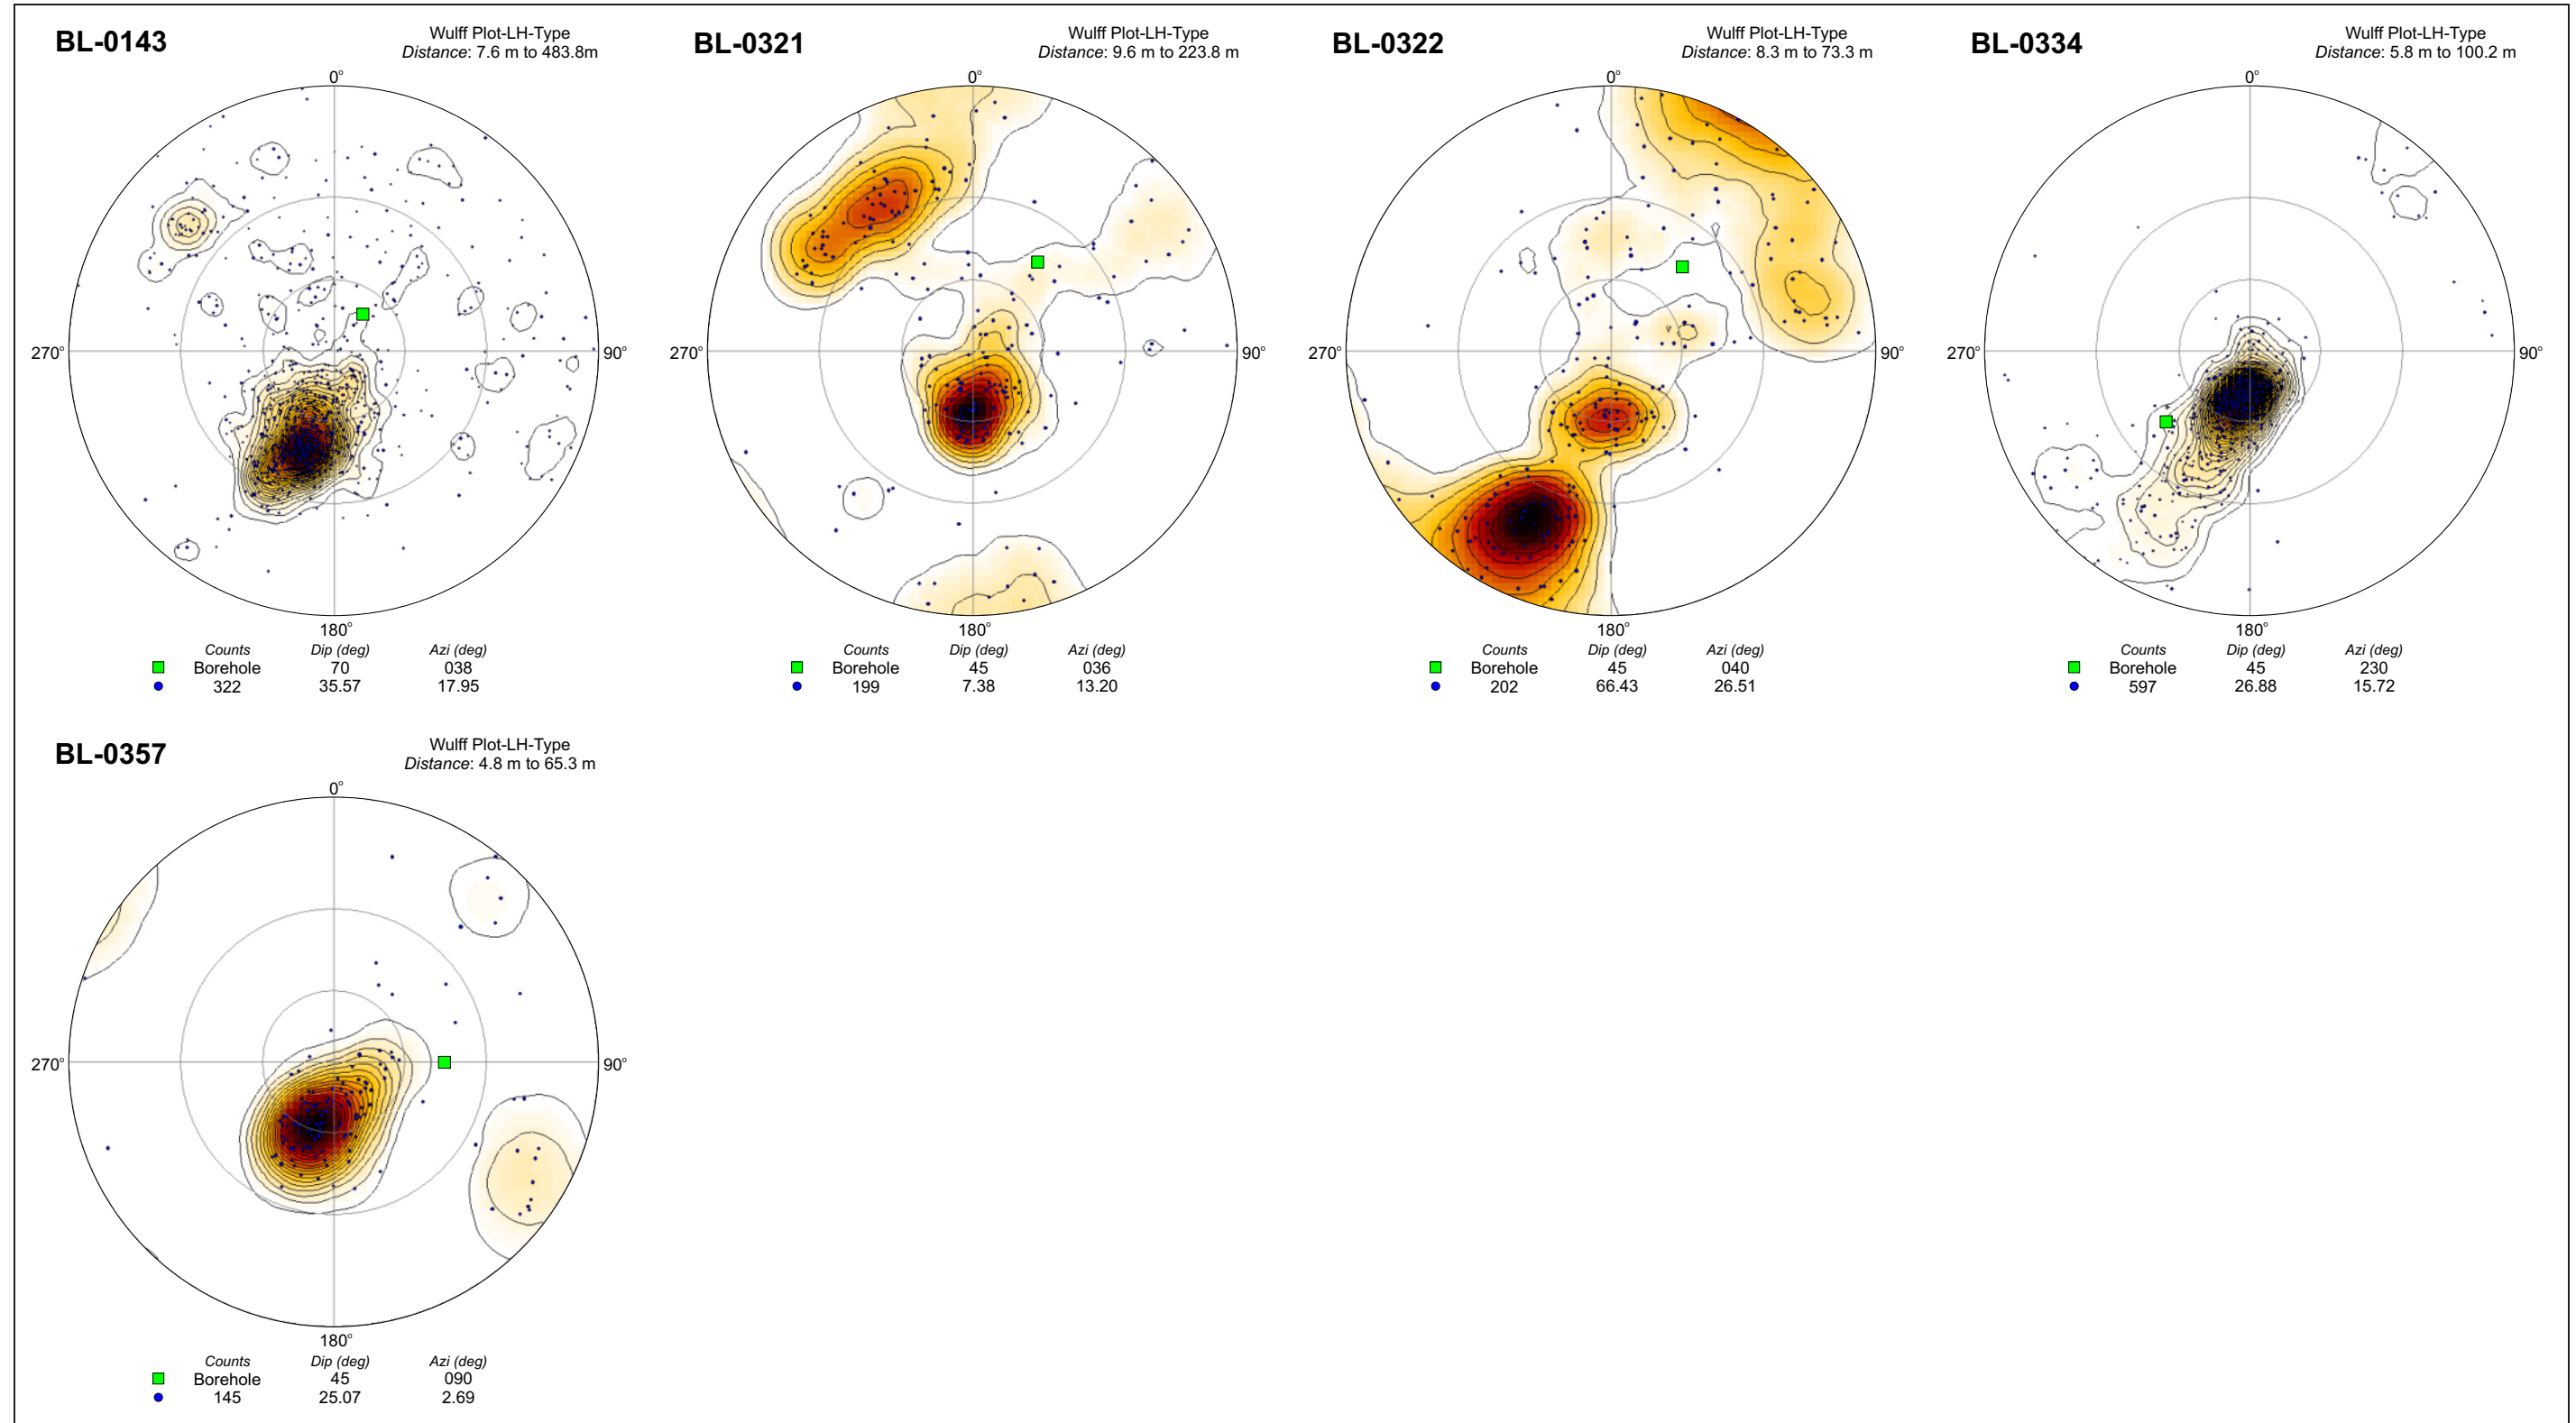 BL-0143
Wulff Plot-LH-Type
Distance: 7.6 m to 483.8m
0°
270°
90°
180°
Counts Dip (deg) Azi (deg)
Borehole 70 038
322 35.57 17.95
BL-0321
Wulff Plot-LH-Type
Distance: 9.6 m to 223.8 m
0°
270°
90°
180°
Counts Dip (deg) Azi (deg)
Borehole 45 036
199 7.38 13.20
BL-0322
Wulff Plot-LH-Type
Distance: 8.3 m to 73.3 m
0°
270°
90°
180°
Counts Dip (deg) Azi (deg)
Borehole 45 040
202 66.43 26.51
BL-0334
Wulff Plot-LH-Type
Distance: 5.8 m to 100.2 m
0°
270°
90°
180°
Counts Dip (deg) Azi (deg)
Borehole 45 230
597 26.88 15.72
BL-0357
Wulff Plot-LH-Type
Distance: 4.8 m to 65.3 m
0°
270°
90°
180°
Counts Dip (deg) Azi (deg)
Borehole 45 090
145 25.07 2.69